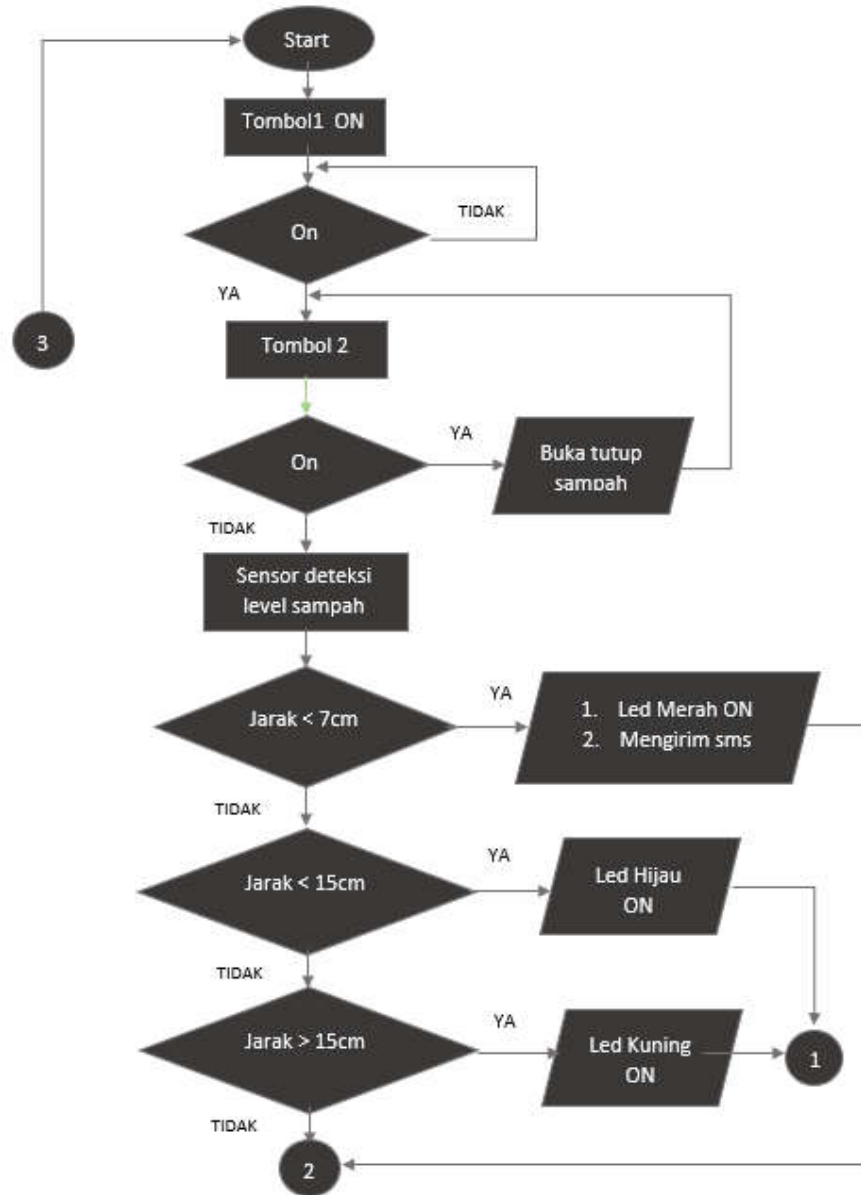 Start
Tombol1 ON
On
TIDAK
YA
3
Tombol 2
On
YA
Buka tutup
sampah
TIDAK
Sensor deteksi
level sampah
Jarak < 7cm
YA
1. Led Merah ON
2. Mengirim sms
TIDAK
Jarak < 15cm
YA
Led Hijau
ON
TIDAK
Jarak > 15cm
YA
Led Kuning
ON
1
TIDAK
2